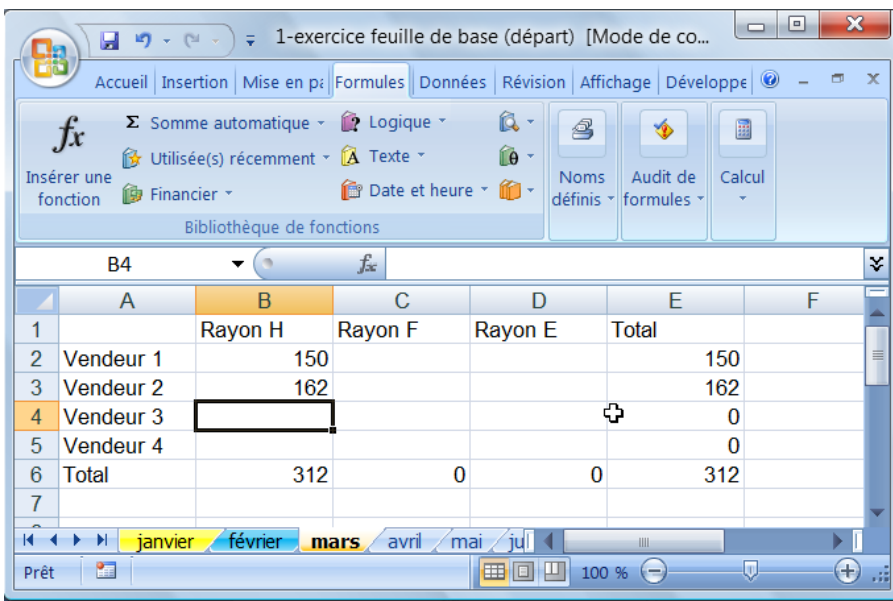 1-exercice feuille de base (départ) [Mode de co...
Accueil Insertion Mise en pa Formules Données Révision Affichage Développe
fx Σ Somme automatique Logique
Insérer une Utilisée(s) récemment Texte Noms Audit de Calcul
fonction Financier Date et heure θ définis formules
Bibliothèque de fonctions
B4 fx
A B C D E F
1 Rayon H Rayon F Rayon E Total
2 Vendeur 1 150 150
3 Vendeur 2 162 162
4 Vendeur 3 0
5 Vendeur 4 0
6 Total 312 0 0 312
7
janvier février mars avril mai jul
Prêt 100 %